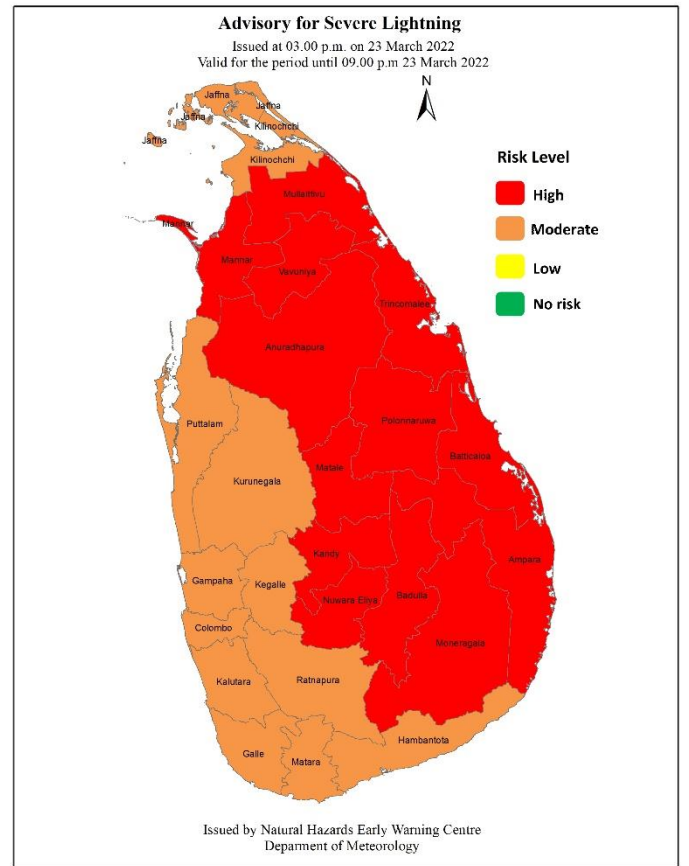 Advisory for Severe Lightning
Issued at 03.00 p.m. on 23 March 2022
Valid for the period until 09.00 p.m 23 March 2022
N
Jaffna
Jaffna
Jaffna
Kilinochchi
Jaffna
Kilinochchi
Risk Level
High
Moderate
Low
No risk
Mullaitivu
Mannar
Mannar
Vavuniya
Trincomalee
Anuradhapura
Puttalam
Polonnaruwa
Kurunegala
Matale
Batticaloa
Kandy
Ampara
Gampaha
Kegalle
Nuwara Eliya
Badulla
Colombo
Moneragala
Kalutara
Ratnapura
Hambantota
Galle
Matara
Issued by Natural Hazards Early Warning Centre
Deparment of Meteorology